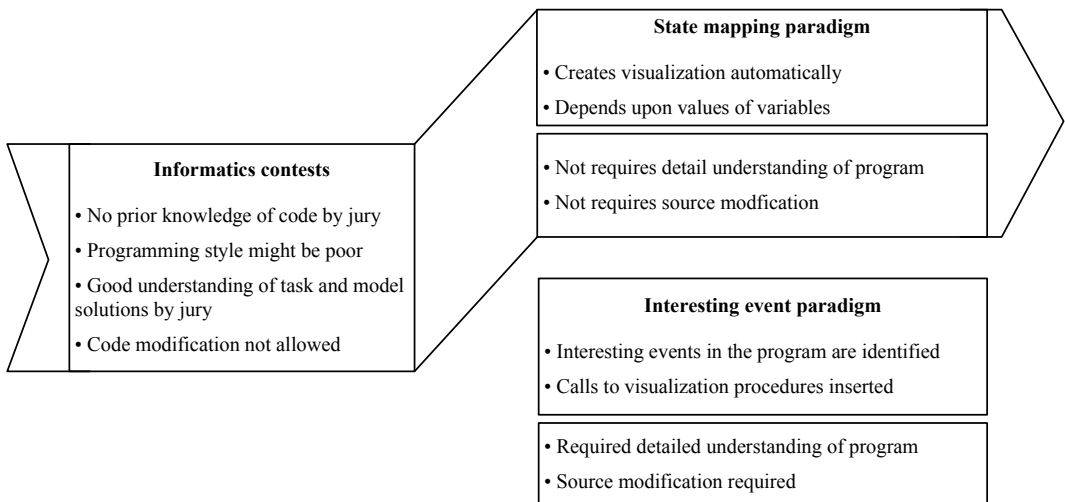 Informatics contests
• No prior knowledge of code by jury
• Programming style might be poor
• Good understanding of task and model
solutions by jury
• Code modification not allowed
State mapping paradigm
• Creates visualization automatically
• Depends upon values of variables
• Not requires detail understanding of program
• Not requires source modfication
Interesting event paradigm
• Interesting events in the program are identified
• Calls to visualization procedures inserted
• Required detailed understanding of program
• Source modification required